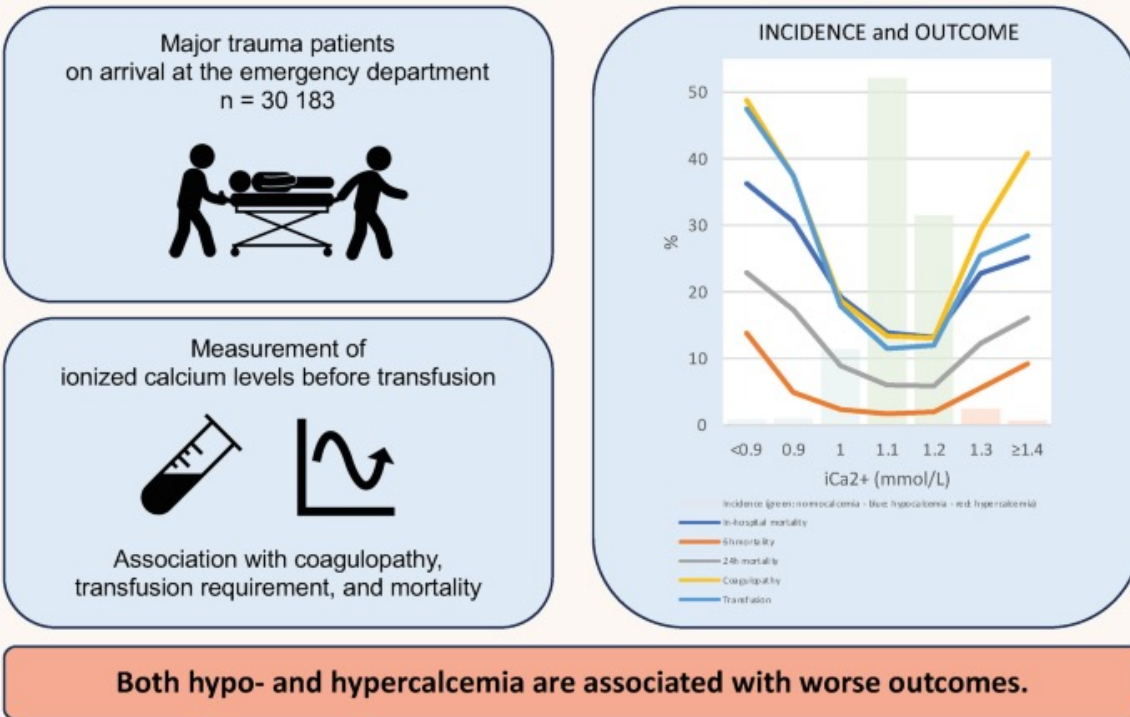 Major trauma patients
on arrival at the emergency department
n = 30 183
Measurement of
ionized calcium levels before transfusion
Association with coagulopathy,
transfusion requirement, and mortality
INCIDENCE and OUTCOME
%
50
40
30
20
10
0
<0.9 0.9 1 1.1 1.2 1.3 ≥1.4
iCa2+ (mmol/L)
Incidence (green: normocalcemia - blue: hypocalcemia - red: hypercalcemia)
In-hospital mortality
6h mortality
24h mortality
Coagulopathy
Transfusion
Both hypo- and hypercalcemia are associated with worse outcomes.